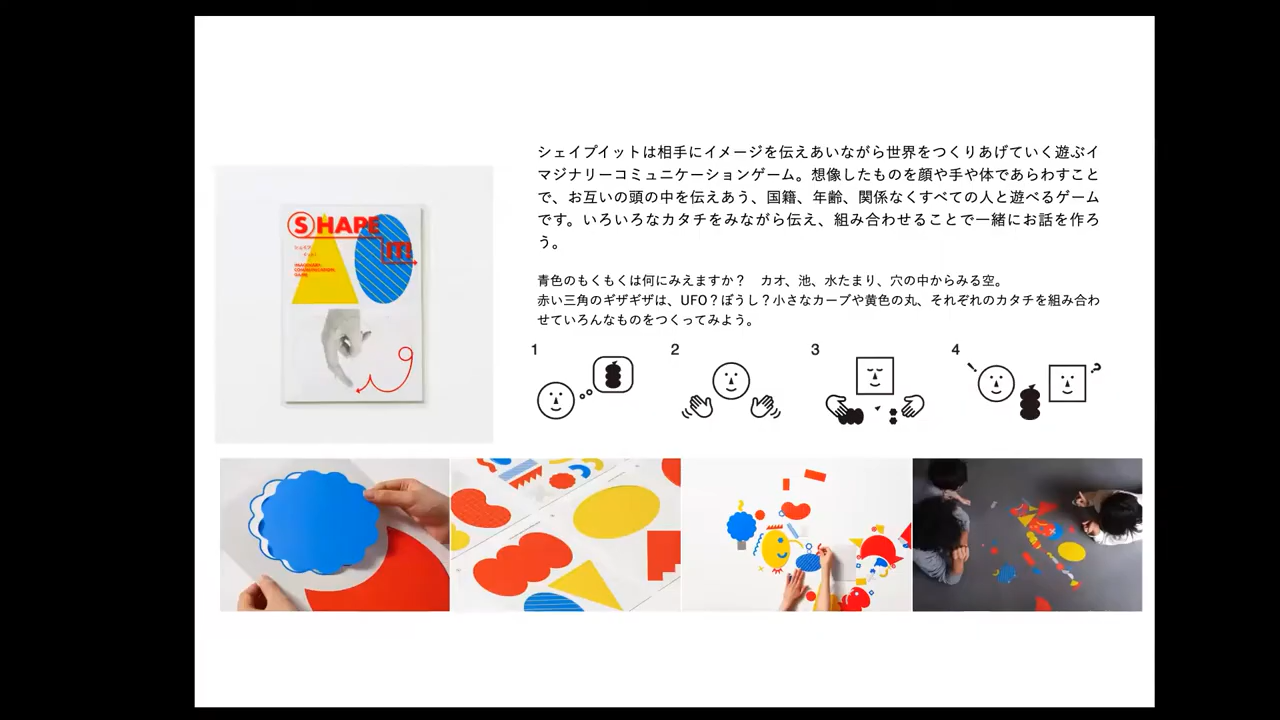 シェイプイットは相手にイメージを伝えあいながら世界をつくりあげていく遊ぶイ
マジナリーコミュニケーションゲーム。想像したものを顔や手や体であらわすこと
で、お互いの頭の中を伝えあう、国籍、年齢、関係なくすべての人と遊べるゲーム
です。いろいろなカタチをみながら伝え、組み合わせることで一緒にお話を作ろ
う。
SHAPE
IT!
青色のもくもくは何にみえますか？　カオ、池、水たまり、穴の中からみる空。
赤い三角のギザギザは、UFO？ぼうし？小さなカーブや黄色の丸、それぞれのカタチを組み合わ
せていろんなものをつくってみよう。
1 2 3 4